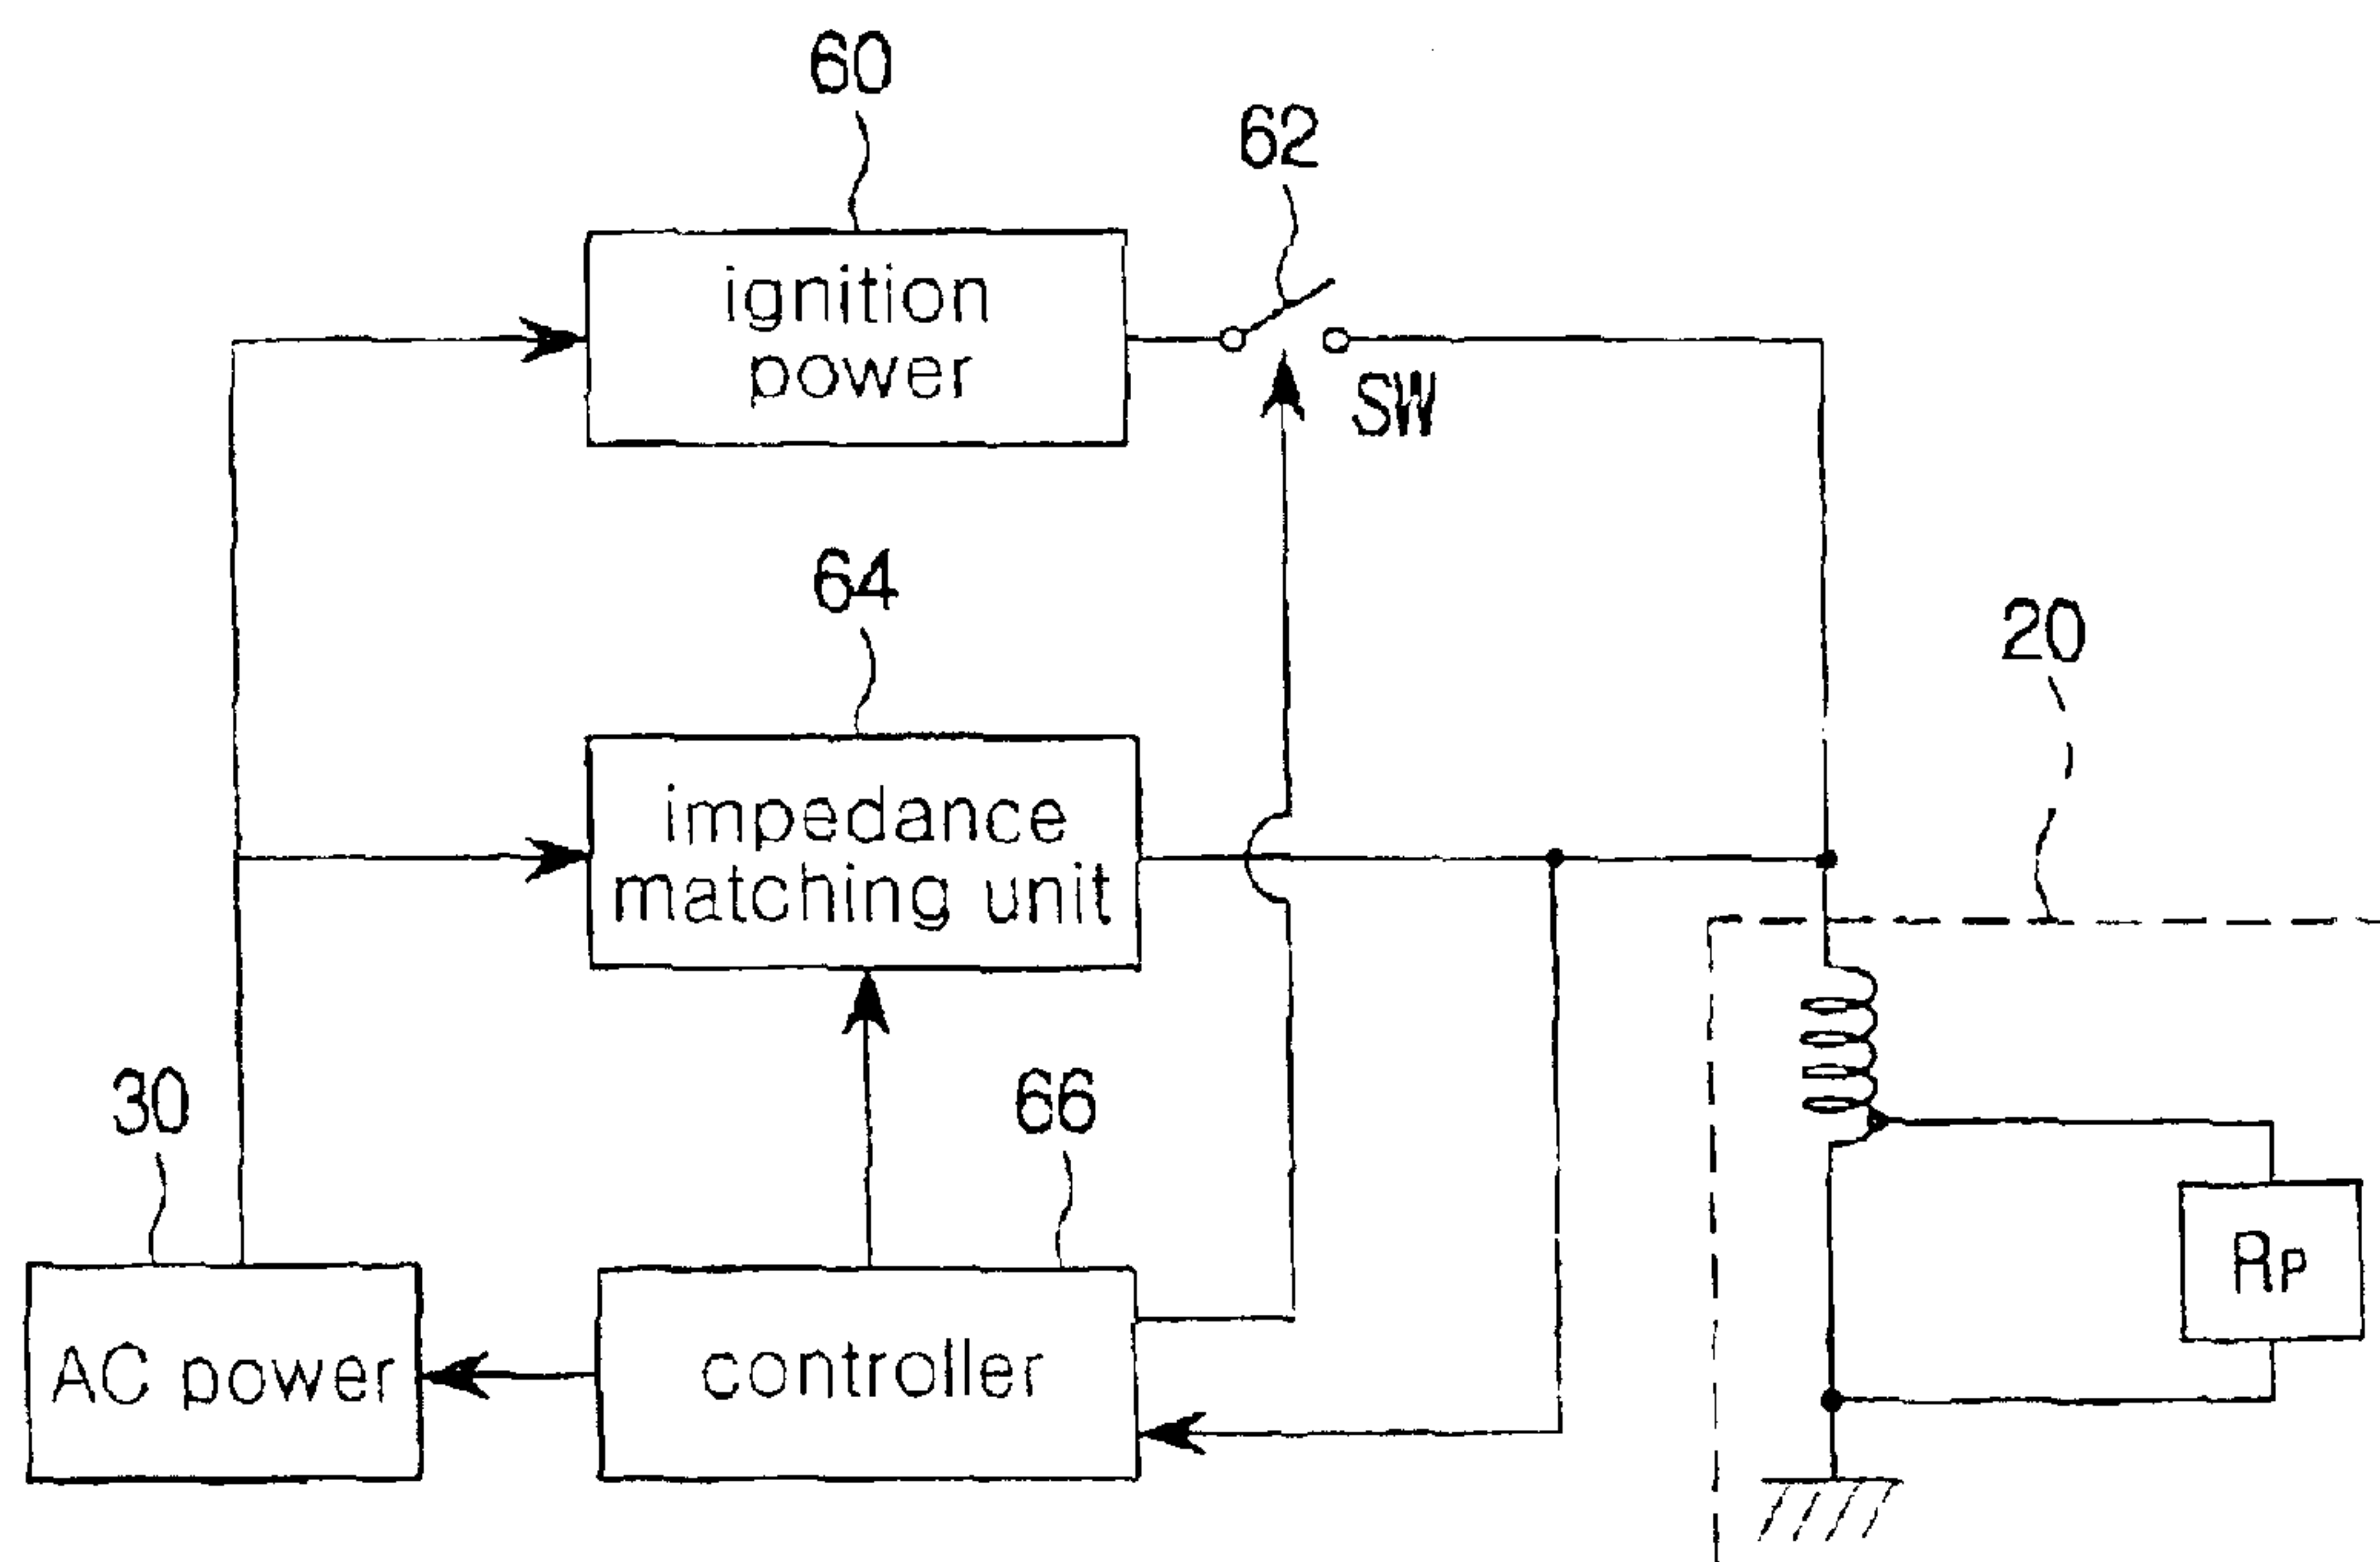 60
62
ignition
power
SW
64
20
impedance
matching unit
30
66
AC power
controller
Rp